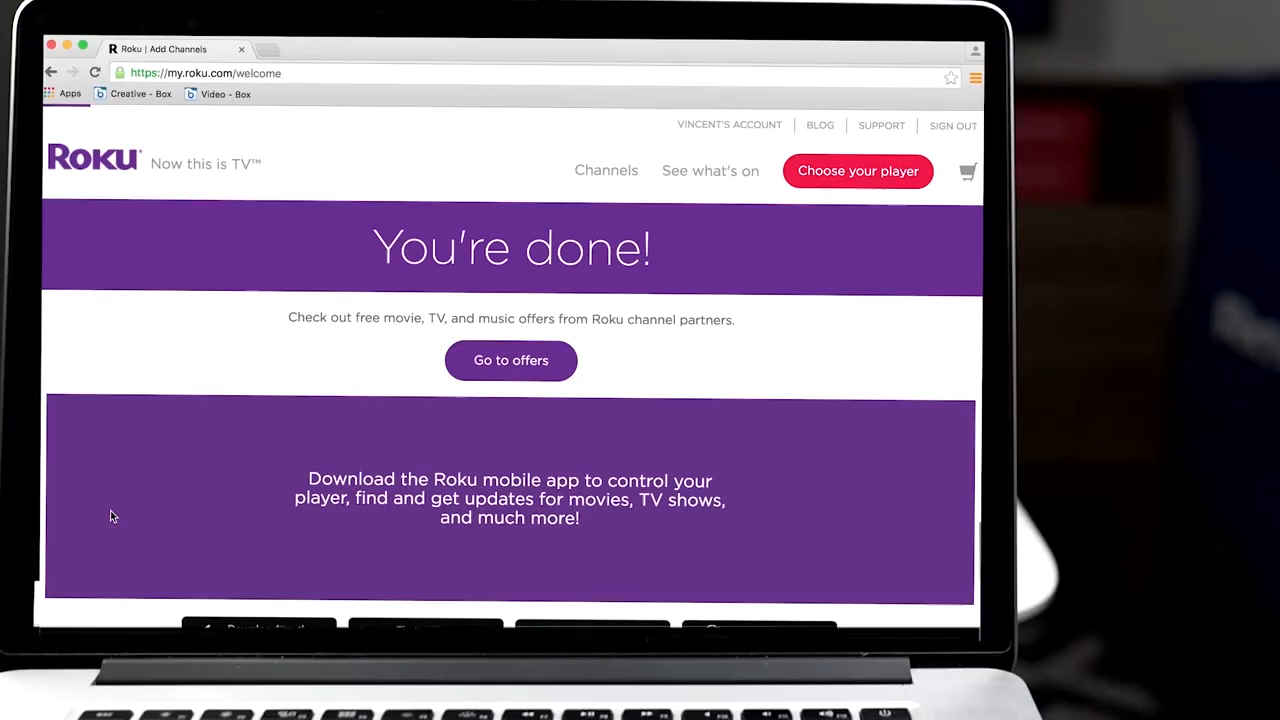 Roku | Add Channels
https://my.roku.com/welcome
Apps
Creative - Box
Video - Box
VINCENT'S ACCOUNT
BLOG
SUPPORT
SIGN OUT
Roku
Now this is TV™
Channels
See what's on
Choose your player
You're done!
Check out free movie, TV, and music offers from Roku channel partners.
Go to offers
Download the Roku mobile app to control your
player, find and get updates for movies, TV shows,
and much more!